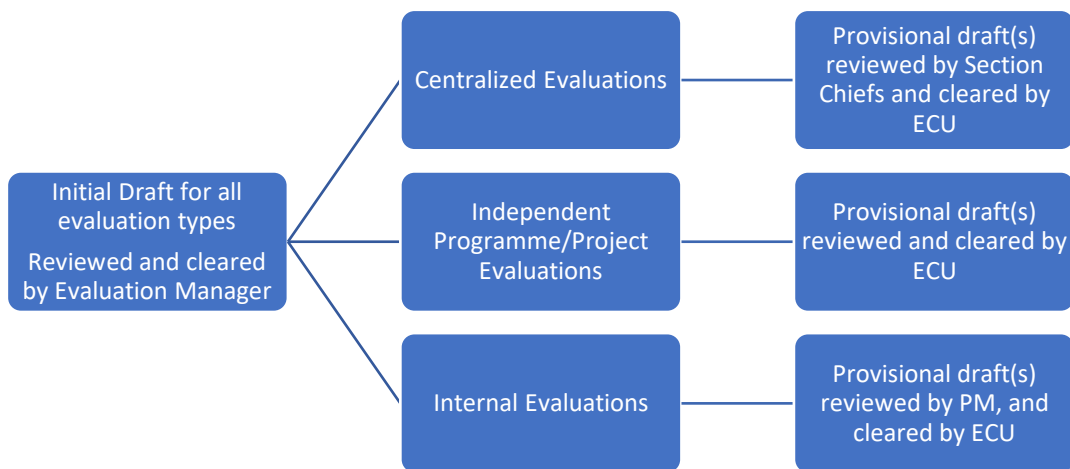 Initial Draft for all
evaluation types
Reviewed and cleared
by Evaluation Manager
Centralized Evaluations
Provisional draft(s)
reviewed by Section
Chiefs and cleared by
ECU
Independent
Programme/Project
Evaluations
Provisional draft(s)
reviewed and cleared by
ECU
Internal Evaluations
Provisional draft(s)
reviewed by PM, and
cleared by ECU